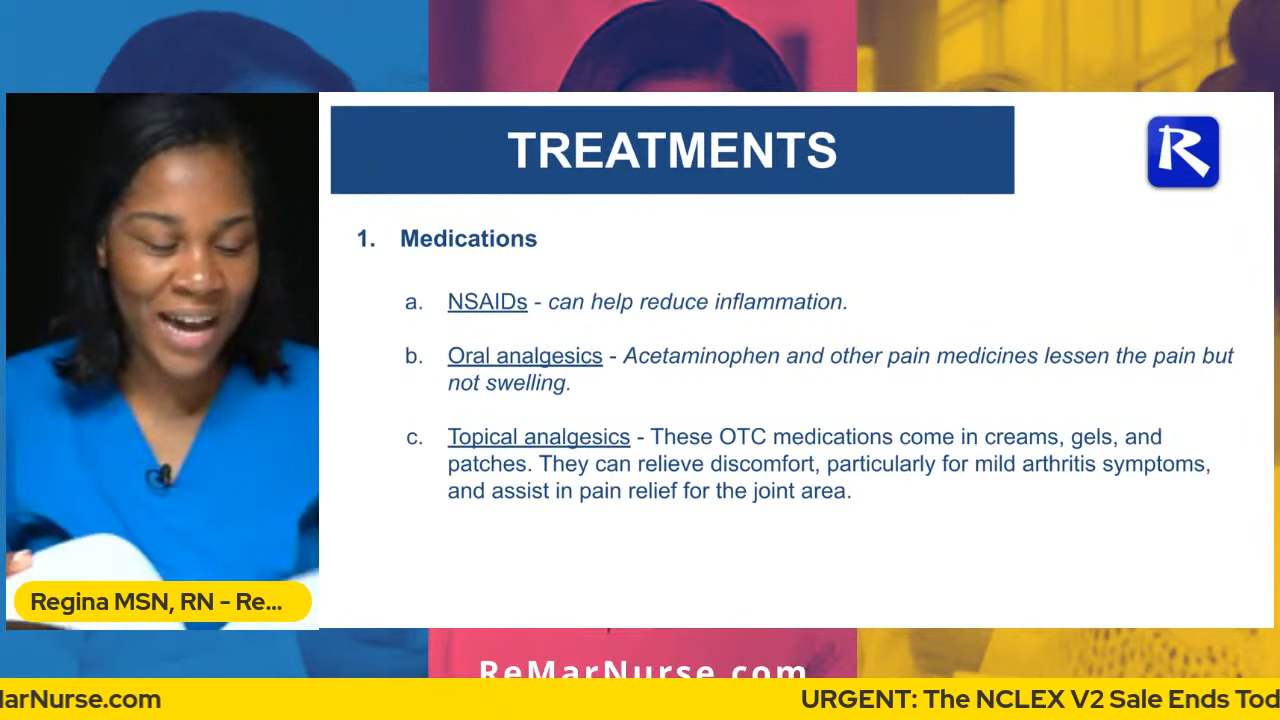 TREATMENTS
R
1. Medications
a. NSAIDs - can help reduce inflammation.
b. Oral analgesics - Acetaminophen and other pain medicines lessen the pain but
not swelling.
c. Topical analgesics - These OTC medications come in creams, gels, and
patches. They can relieve discomfort, particularly for mild arthritis symptoms,
and assist in pain relief for the joint area.
Regina MSN, RN - Re...
ReMarNurse.com
larNurse.com URGENT: The NCLEX V2 Sale Ends Tod